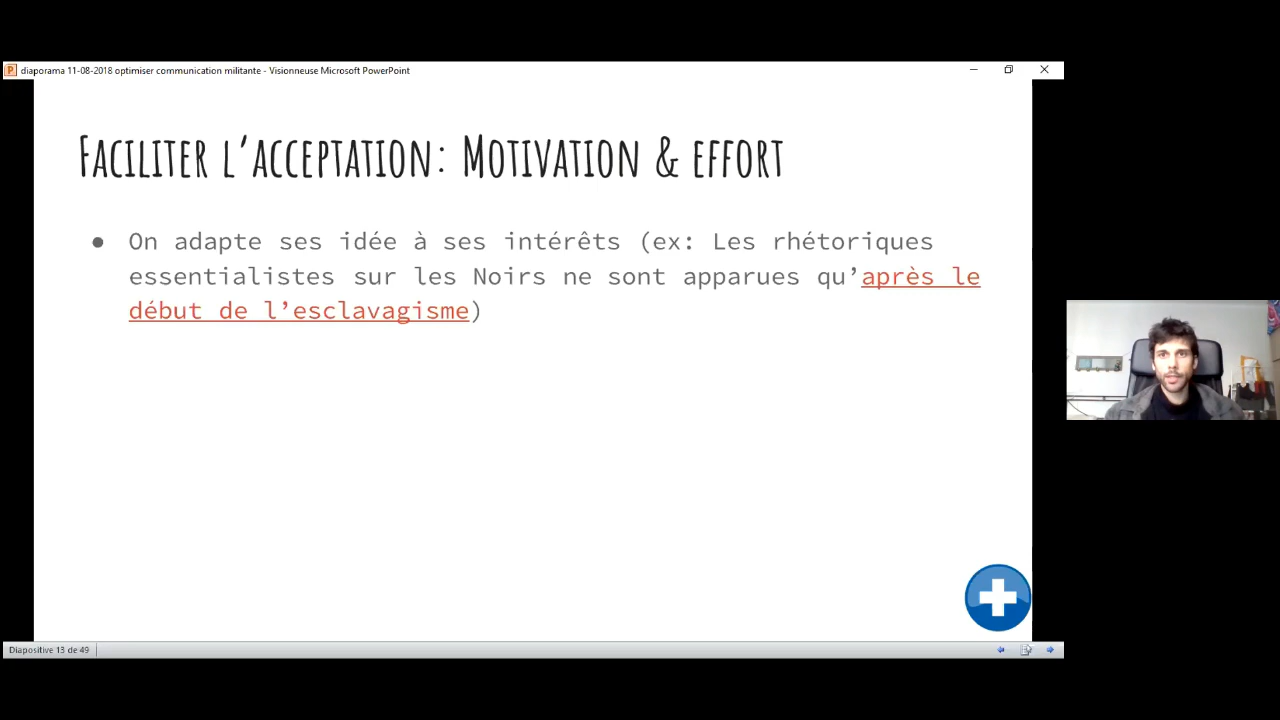 diaporama 11-08-2018 optimiser communication militante - Visionneuse Microsoft PowerPoint
FACILITER L'ACCEPTATION: MOTIVATION & EFFORT
● On adapte ses idée à ses intérêts (ex: Les rhétoriques
essentialistes sur les Noirs ne sont apparues qu’après le
début de l’esclavagisme)
Diapositive 13 de 49